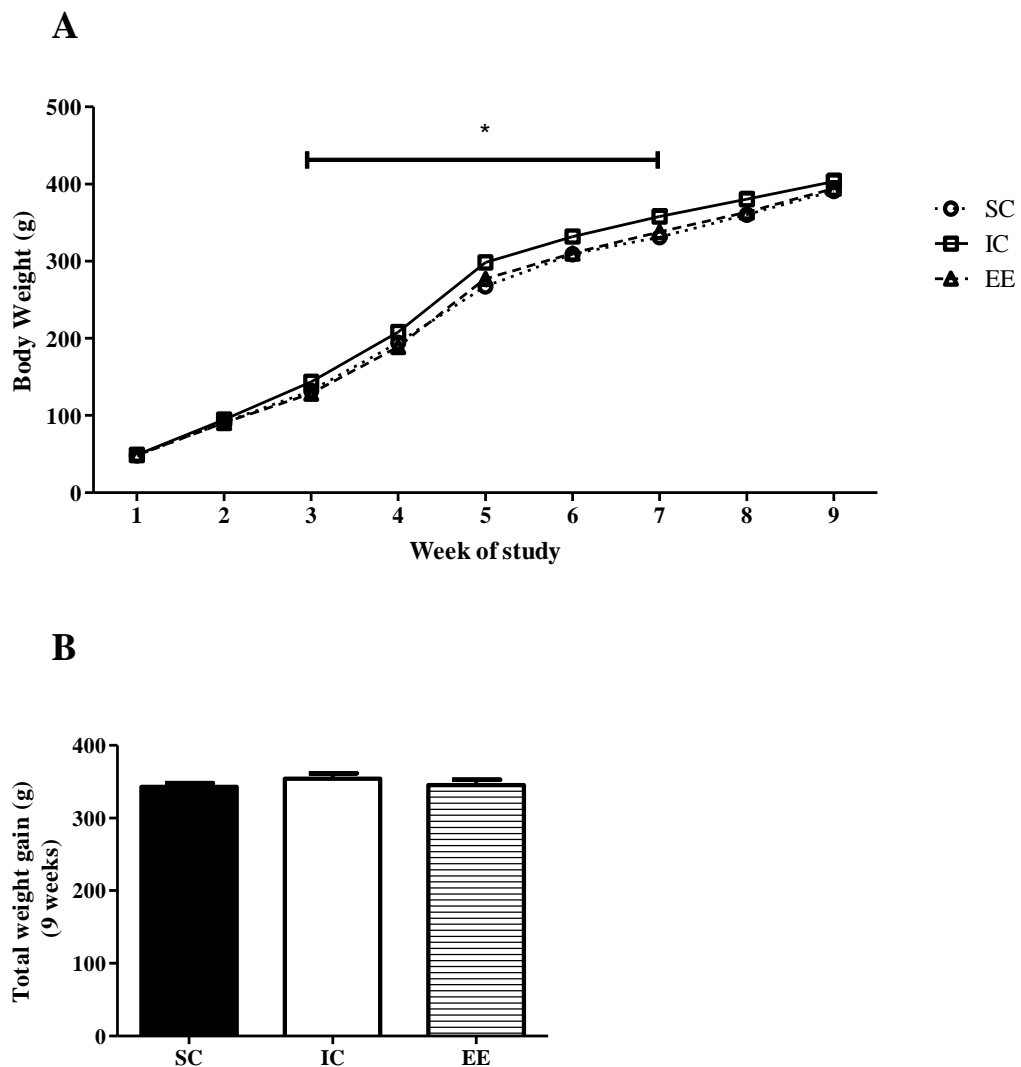 A
Body Weight (g)
500
400
300
200
100
0
*
1 2 3 4 5 6 7 8 9
Week of study
SC
IC
EE
B
Total weight gain (g)
(9 weeks)
400
300
200
100
0
SC IC EE